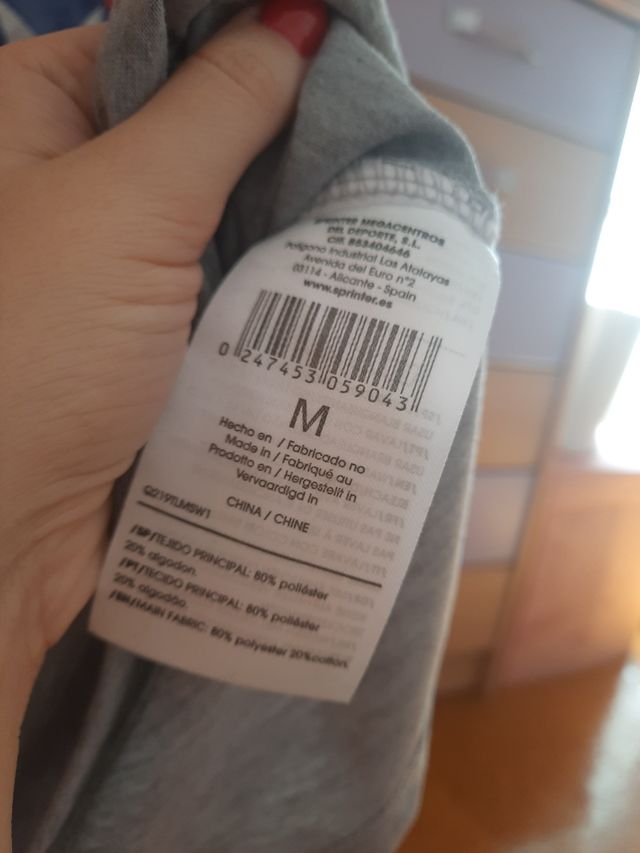 SPRINTER MEGACENTROS
DEL DEPORTE, S.L.
CIF. B53404646
Polígono Industrial Las Atalayas
Avenida del Euro nº2
03114 - Alicante - Spain
www.sprinter.es
0 247453 059043
M
Hecho en / Fabricado no
Made in / Fabriqué au
Prodotto en / Hergestellt in
Vervaardigd in
CHINA / CHINE
/SP/TEJIDO PRINCIPAL: 80% poliéster
20% algodon.
/PT/TECIDO PRINCIPAL: 80% poliéster
20% algodão.
/EN/MAIN FABRIC: 80% polyester 20%cotton.